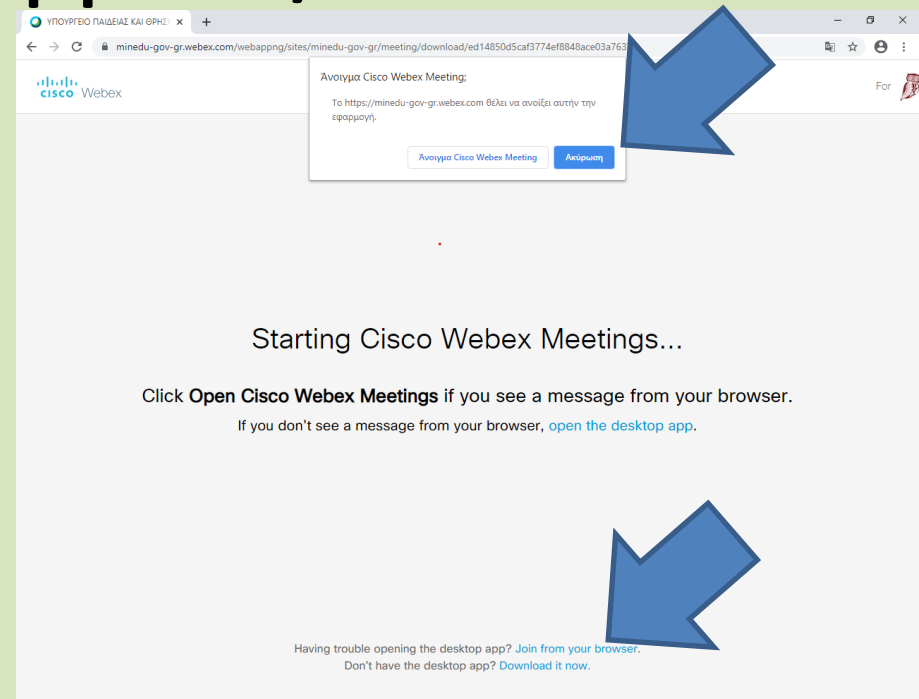 ΥΠΟΥΡΓΕΙΟ ΠΑΙΔΕΙΑΣ ΚΑΙ ΘΡΗΣ
minedu-gov-gr.webex.com/webappng/sites/minedu-gov-gr/meeting/download/ed14850d5caf3774ef8848ace03a763
cisco Webex
For
Άνοιγμα Cisco Webex Meeting;
Το https://minedu-gov-gr.webex.com θέλει να ανοίξει αυτήν την
εφαρμογή.
Άνοιγμα Cisco Webex Meeting
Ακύρωση
Starting Cisco Webex Meetings...
Click Open Cisco Webex Meetings if you see a message from your browser.
If you don't see a message from your browser, open the desktop app.
Having trouble opening the desktop app? Join from your browser.
Don't have the desktop app? Download it now.